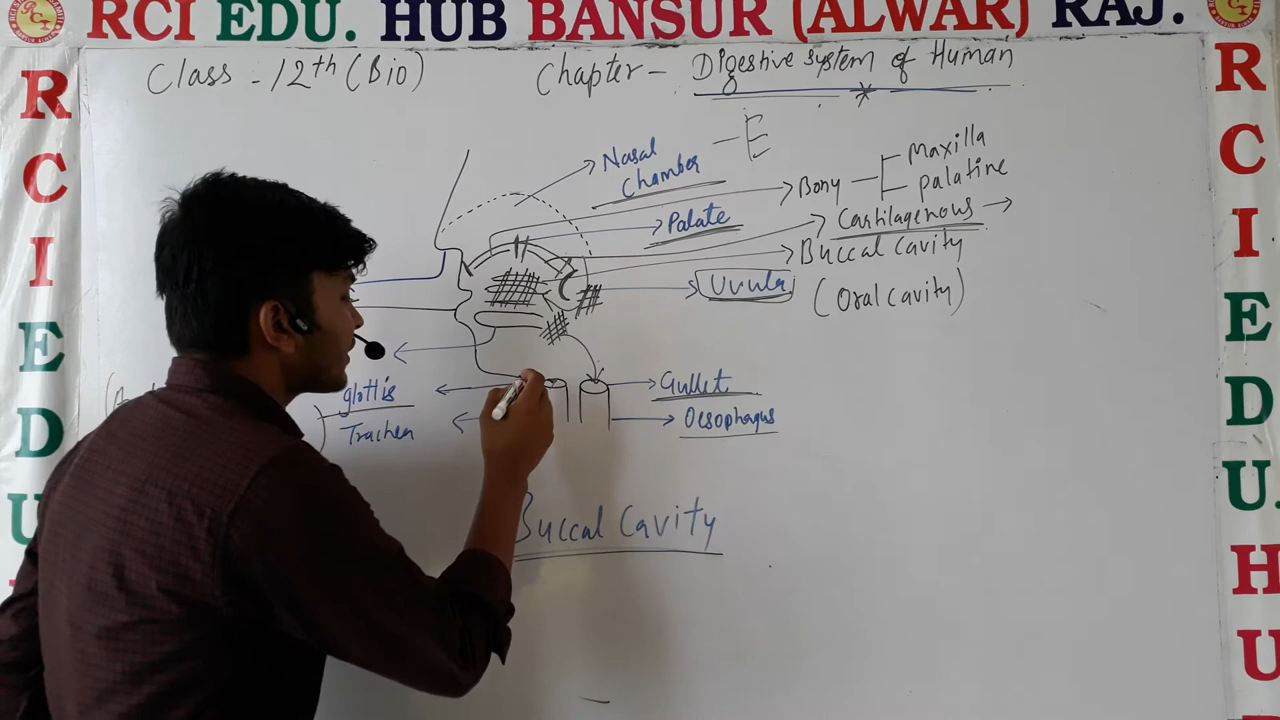 RCI EDU. HUB BANSUR (ALWAR) RAJ.
Class - 12th (Bio)
Chapter - Digestive system of Human
Nasal Chamber - E
Bony
Maxilla
palatine
Palate
Cartilagenous
Buccal Cavity
(Oral cavity)
Uvula
glottis
Trachea
Gullet
Oesophagus
Buccal Cavity
R
C
I
E
D
U
R
C
I
E
D
U.
H
U